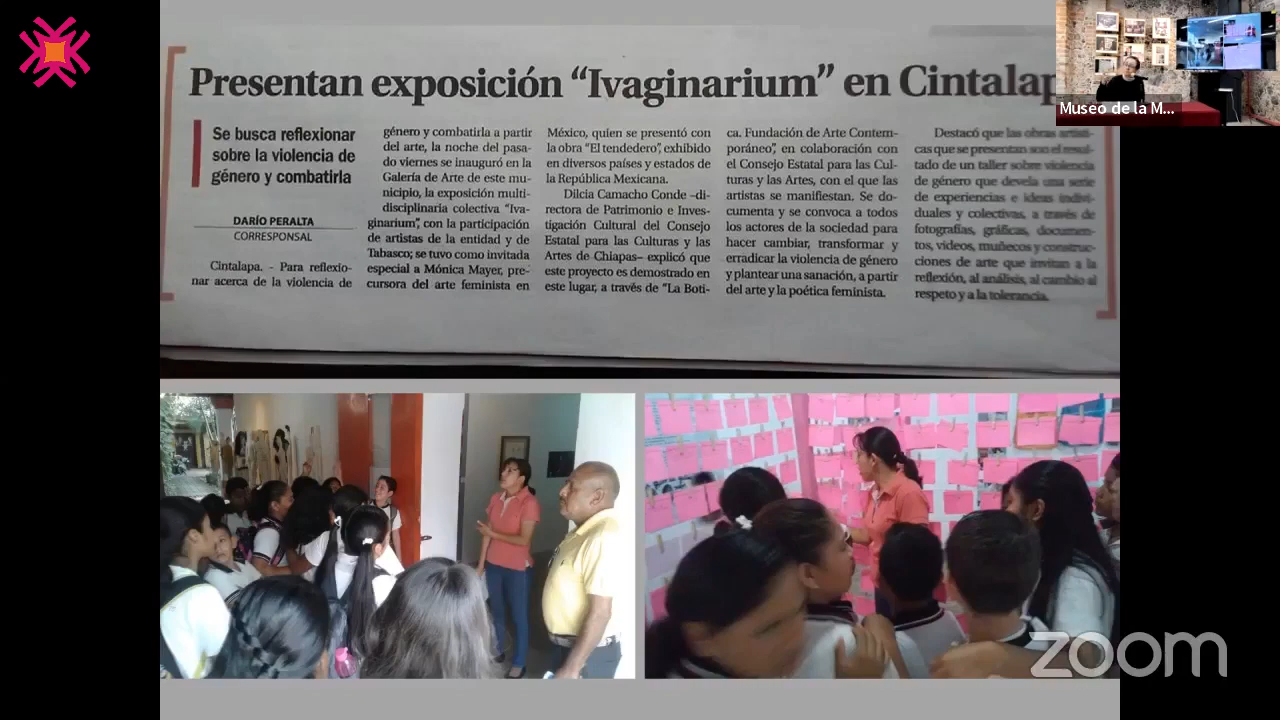 Presentan exposición “Ivaginarium” en Cintalap
Se busca reflexionar
sobre la violencia de
género y combatirla
DARÍO PERALTA
CORRESPONSAL
Cintalapa. - Para reflexio-
nar acerca de la violencia de
género y combatirla a partir
del arte, la noche del pasa-
do viernes se inauguró en la
Galería de Arte de este mu-
nicipio, la exposición multi-
disciplinaria colectiva “Iva-
ginarium”, con la participación
de artistas de la entidad y de
Tabasco; se tuvo como invitada
especial a Mónica Mayer, pre-
cursora del arte feminista en
México, quien se presentó con
la obra “El tendedero”, exhibido
en diversos países y estados de
la República Mexicana.
Dilcia Camacho Conde –di-
rectora de Patrimonio e Inves-
tigación Cultural del Consejo
Estatal para las Culturas y las
Artes de Chiapas– explicó que
este proyecto es demostrado en
este lugar, a través de “La Boti-
ca. Fundación de Arte Contem-
poráneo”, en colaboración con
el Consejo Estatal para las Cul-
turas y las Artes, con el que las
artistas se manifiestan. Se do-
cumenta y se convoca a todos
los actores de la sociedad para
hacer cambiar, transformar y
erradicar la violencia de género
y plantear una sanación, a partir
del arte y la poética feminista.
Destacó que las obras artísti-
cas que se presentan son el resul-
tado de un taller sobre violencia
de género que devela una serie
de experiencias e ideas indivi-
duales y colectivas, a través de
fotografías, gráficas, documen-
tos, videos, muñecos y construc-
ciones de arte que invitan a la
reflexión, al análisis, al cambio al
respeto y a la tolerancia.
Museo de la M...
zoom